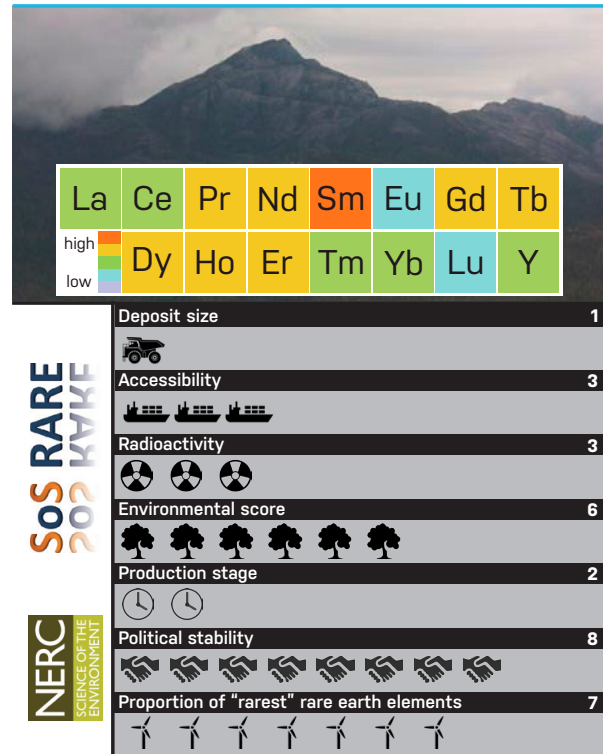 La Ce Pr Nd Sm Eu Gd Tb
high
low
Dy Ho Er Tm Yb Lu Y
Deposit size 1
Accessibility 3
Radioactivity 3
Environmental score 6
Production stage 2
Political stability 8
Proportion of “rarest” rare earth elements 7
SoS RARE
NERC
SCIENCE OF THE
ENVIRONMENT